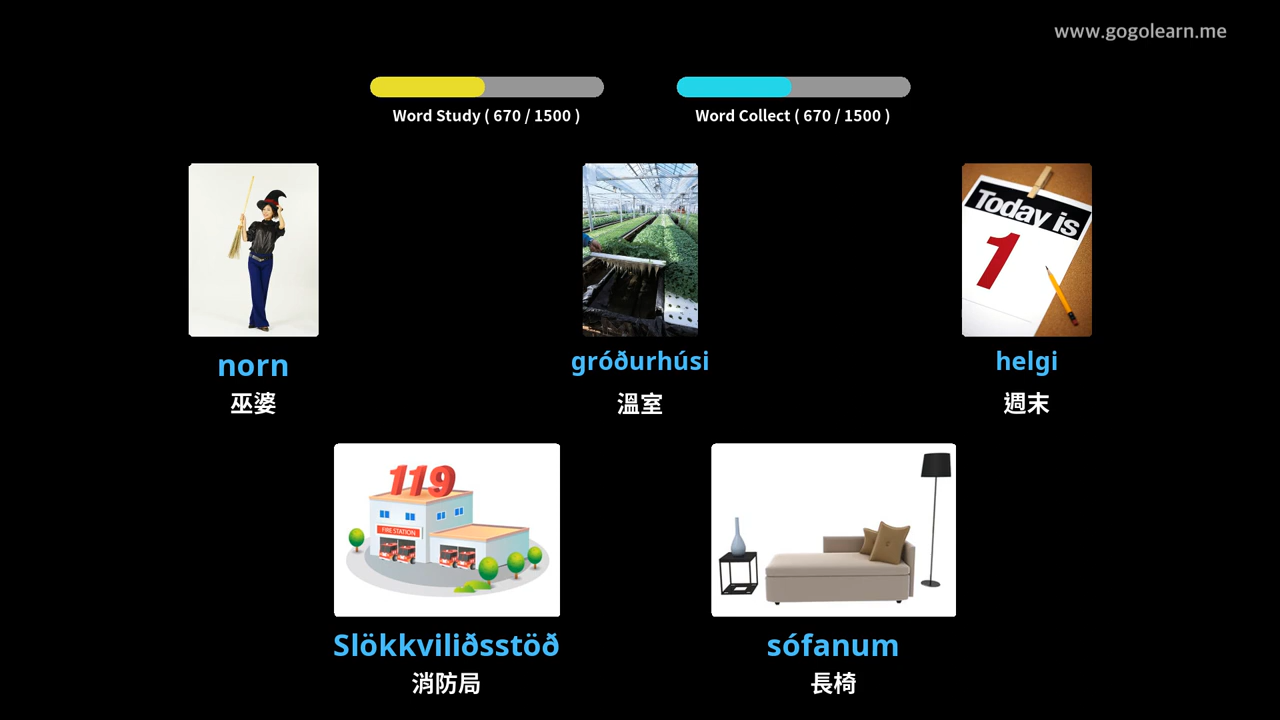 www.gogolearn.me
Word Study ( 670 / 1500 )
Word Collect ( 670 / 1500 )
Today is
1
norn
巫婆
gróðurhúsi
溫室
helgi
週末
119
FIRE STATION
Slökkviliðsstöð
消防局
sófanum
長椅